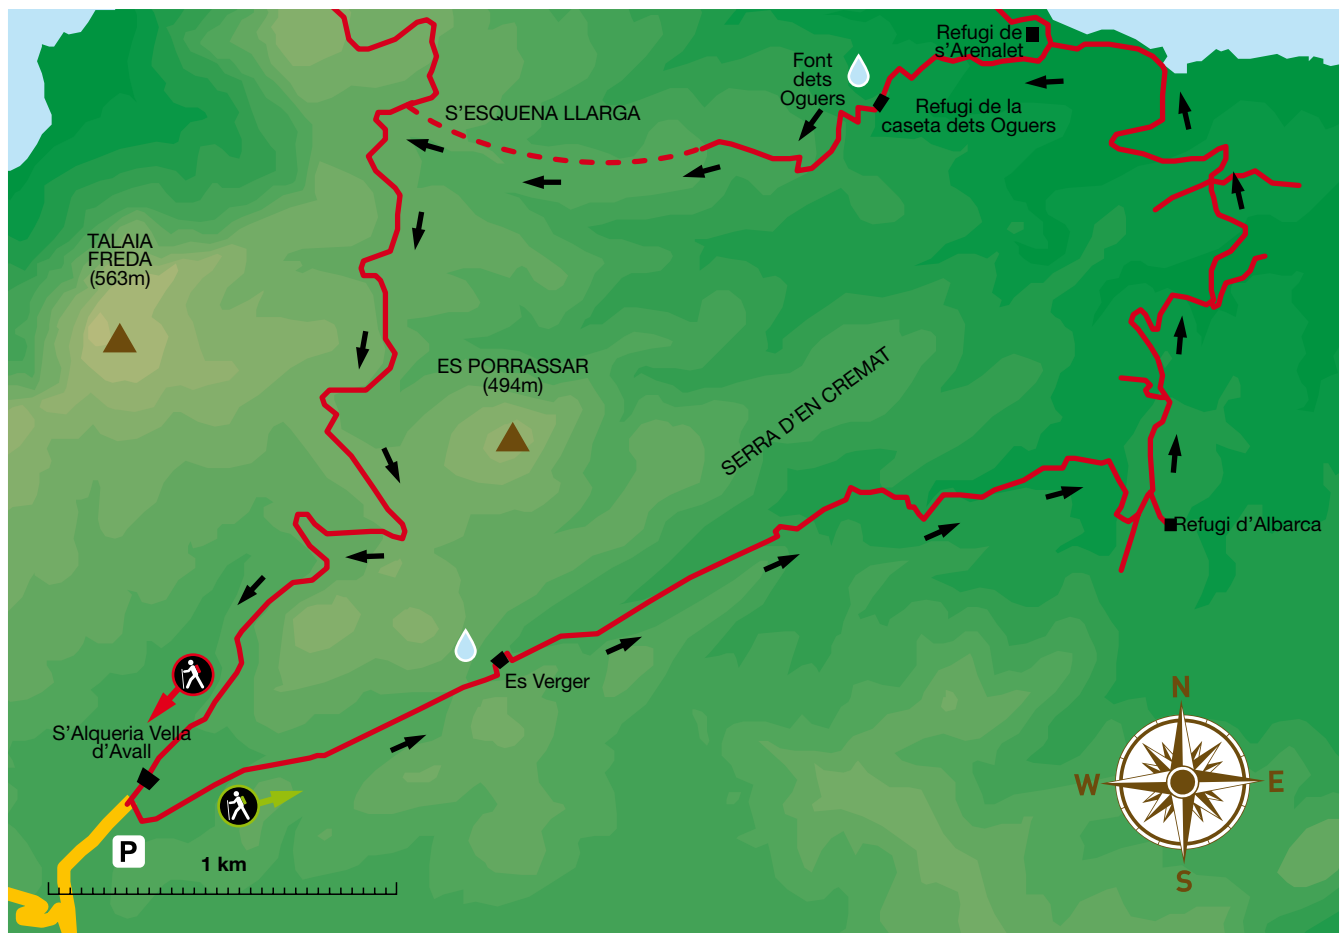 Refugi de
s’Arenalet
Font
dets
Oguers
Refugi de la
caseta dets Oguers
S’ESQUENA LLARGA
TALAIA
FREDA
(563m)
ES PORRASSAR
(494m)
SERRA D’EN CREMAT
Refugi d’Albarca
Es Verger
S’Alqueria Vella
d’Avall
P
1 km
N
W
E
S